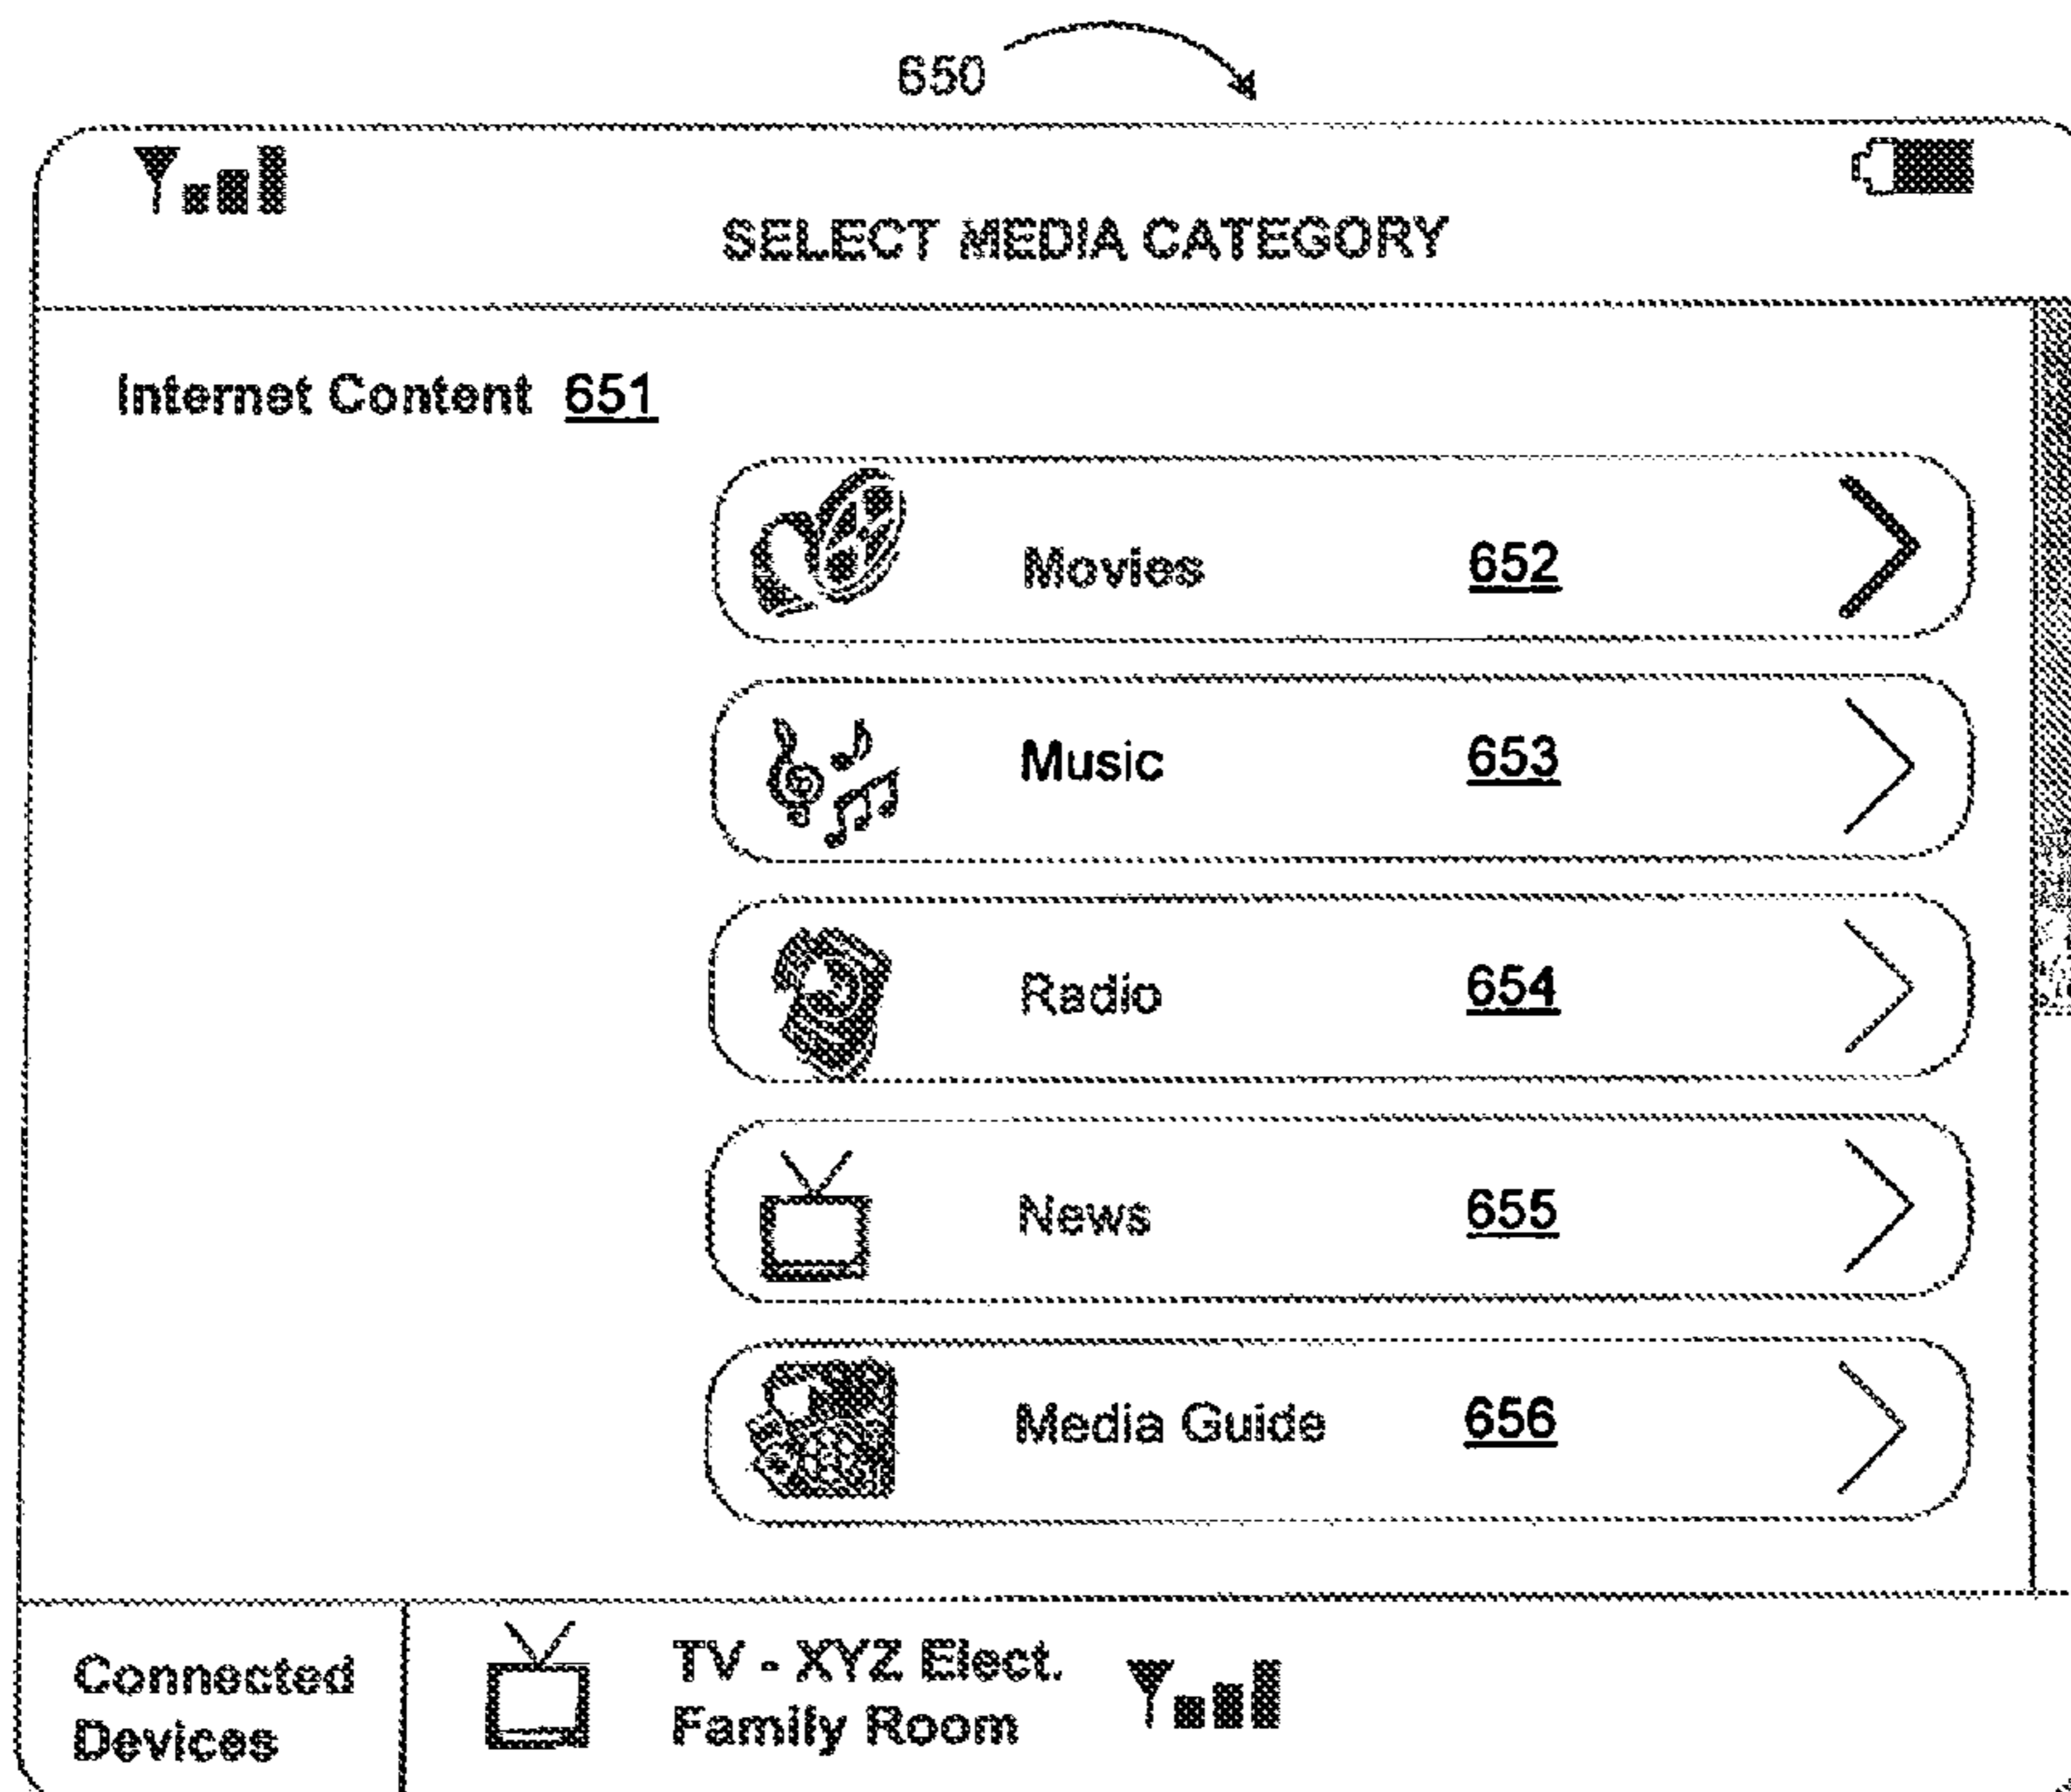 650
SELECT MEDIA CATEGORY
Internet Content 651
Movies 652
Music 653
Radio 654
News 655
Media Guide 656
Connected
Devices
TV - XYZ Elect.
Family Room